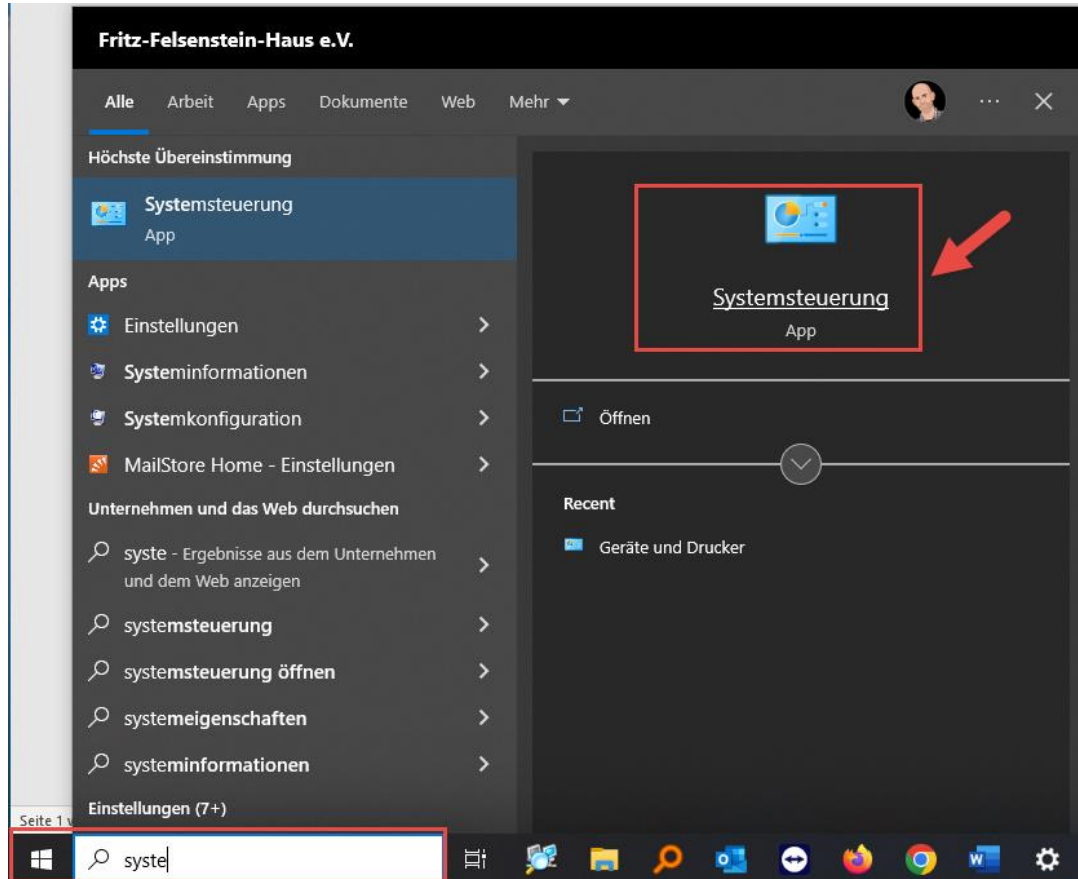 Fritz-Felsenstein-Haus e.V.
Alle Arbeit Apps Dokumente Web Mehr
Höchste Übereinstimmung
Systemsteuerung
App
Apps
Einstellungen
Systeminformationen
Systemkonfiguration
MailStore Home - Einstellungen
Unternehmen und das Web durchsuchen
syste - Ergebnisse aus dem Unternehmen
und dem Web anzeigen
systemsteuerung
systemsteuerung öffnen
systemeigenschaften
systeminformationen
Einstellungen (7+)
Systemsteuerung
App
Öffnen
Recent
Geräte und Drucker
Seite 1
syste